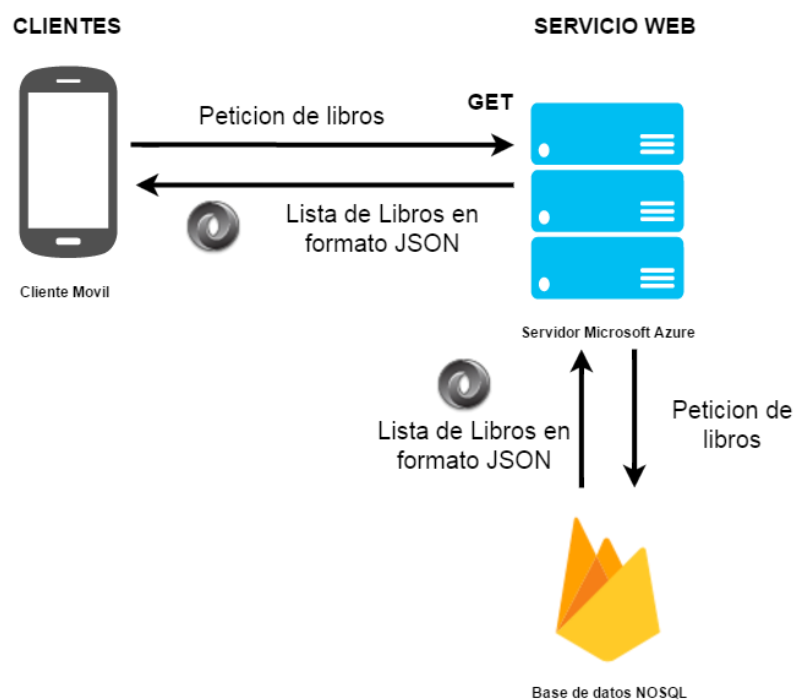 CLIENTES
SERVICIO WEB
GET
Peticion de libros
Lista de Libros en
formato JSON
Cliente Movil
Servidor Microsoft Azure
Lista de Libros en
formato JSON
Peticion de
libros
Base de datos NOSQL